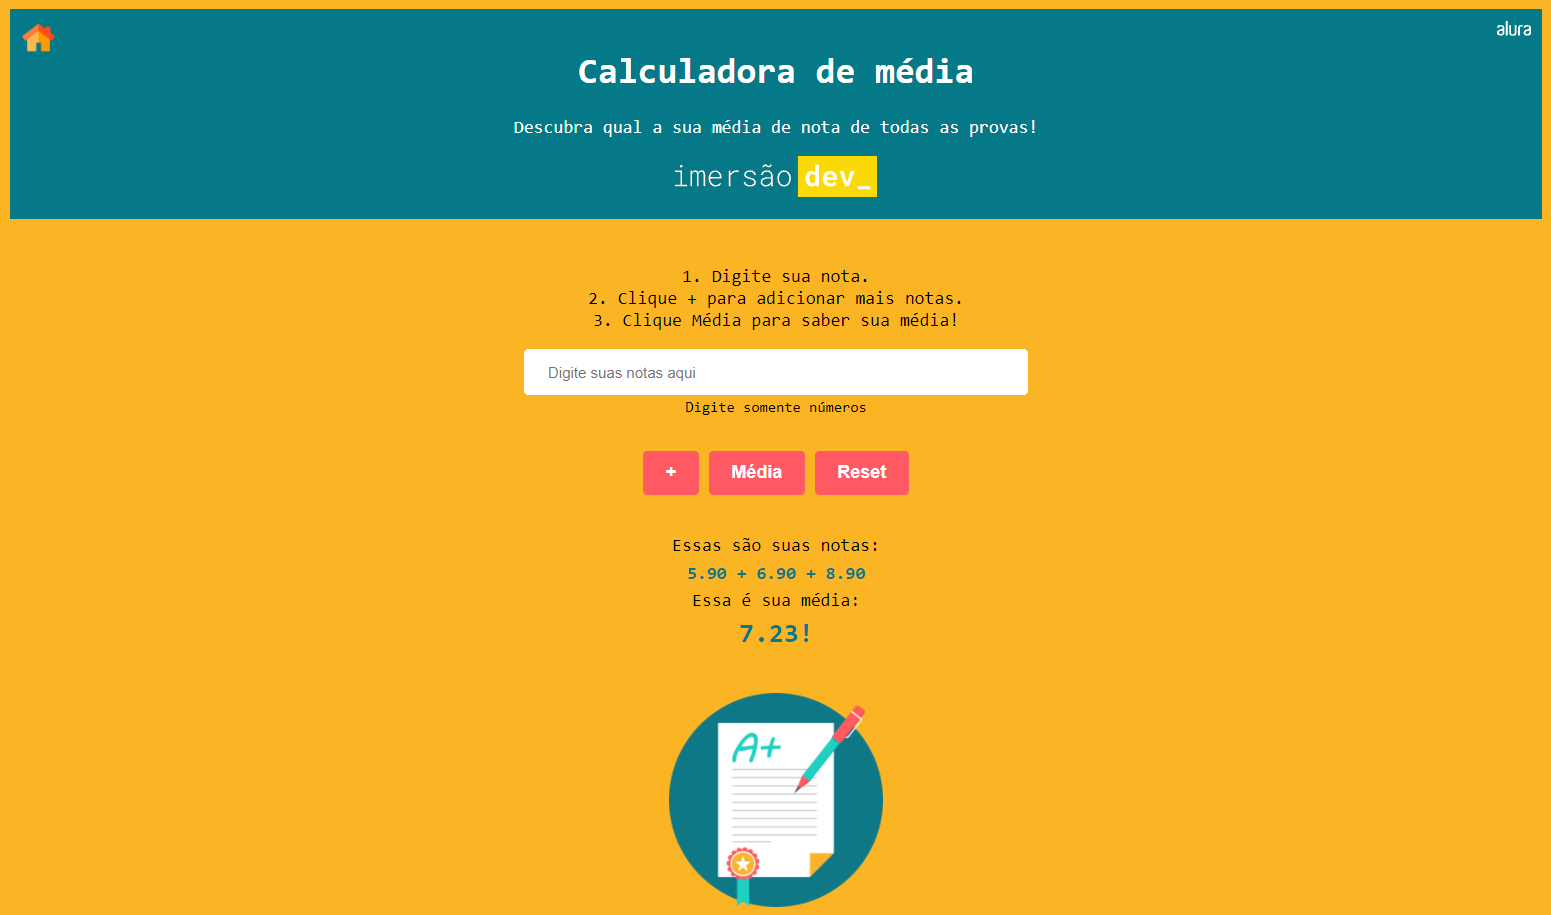 alura
Calculadora de média
Descubra qual a sua média de nota de todas as provas!
imersão dev_
1. Digite sua nota.
2. Clique + para adicionar mais notas.
3. Clique Média para saber sua média!
Digite suas notas aqui
Digite somente números
+ Média Reset
Essas são suas notas:
5.90 + 6.90 + 8.90
Essa é sua média:
7.23!
A+